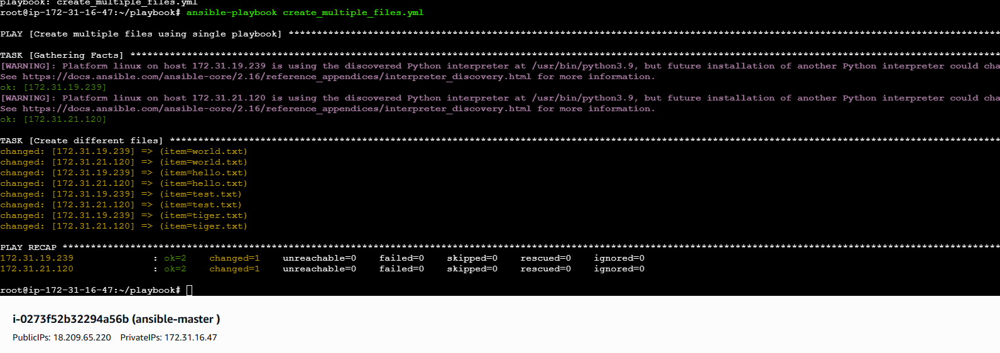 playbook: create_multiple_files.yml
root@ip-172-31-16-47:~/playbook# ansible-playbook create_multiple_files.yml
PLAY [Create multiple files using single playbook] ******************************************************************************************************************************
TASK [Gathering Facts] **********************************************************************************************************************************************************
[WARNING]: Platform linux on host 172.31.19.239 is using the discovered Python interpreter at /usr/bin/python3.9, but future installation of another Python interpreter could cha
See https://docs.ansible.com/ansible-core/2.16/reference_appendices/interpreter_discovery.html for more information.
ok: [172.31.19.239]
[WARNING]: Platform linux on host 172.31.21.120 is using the discovered Python interpreter at /usr/bin/python3.9, but future installation of another Python interpreter could cha
See https://docs.ansible.com/ansible-core/2.16/reference_appendices/interpreter_discovery.html for more information.
ok: [172.31.21.120]
TASK [Create different files] ***************************************************************************************************************************************************
changed: [172.31.19.239] => (item=world.txt)
changed: [172.31.21.120] => (item=world.txt)
changed: [172.31.19.239] => (item=hello.txt)
changed: [172.31.21.120] => (item=hello.txt)
changed: [172.31.19.239] => (item=test.txt)
changed: [172.31.21.120] => (item=test.txt)
changed: [172.31.19.239] => (item=tiger.txt)
changed: [172.31.21.120] => (item=tiger.txt)
PLAY RECAP **********************************************************************************************************************************************************************
172.31.19.239              : ok=2    changed=1    unreachable=0    failed=0    skipped=0    rescued=0    ignored=0
172.31.21.120              : ok=2    changed=1    unreachable=0    failed=0    skipped=0    rescued=0    ignored=0
root@ip-172-31-16-47:~/playbook#
i-0273f52b32294a56b (ansible-master )
PublicIPs: 18.209.65.220 PrivateIPs: 172.31.16.47